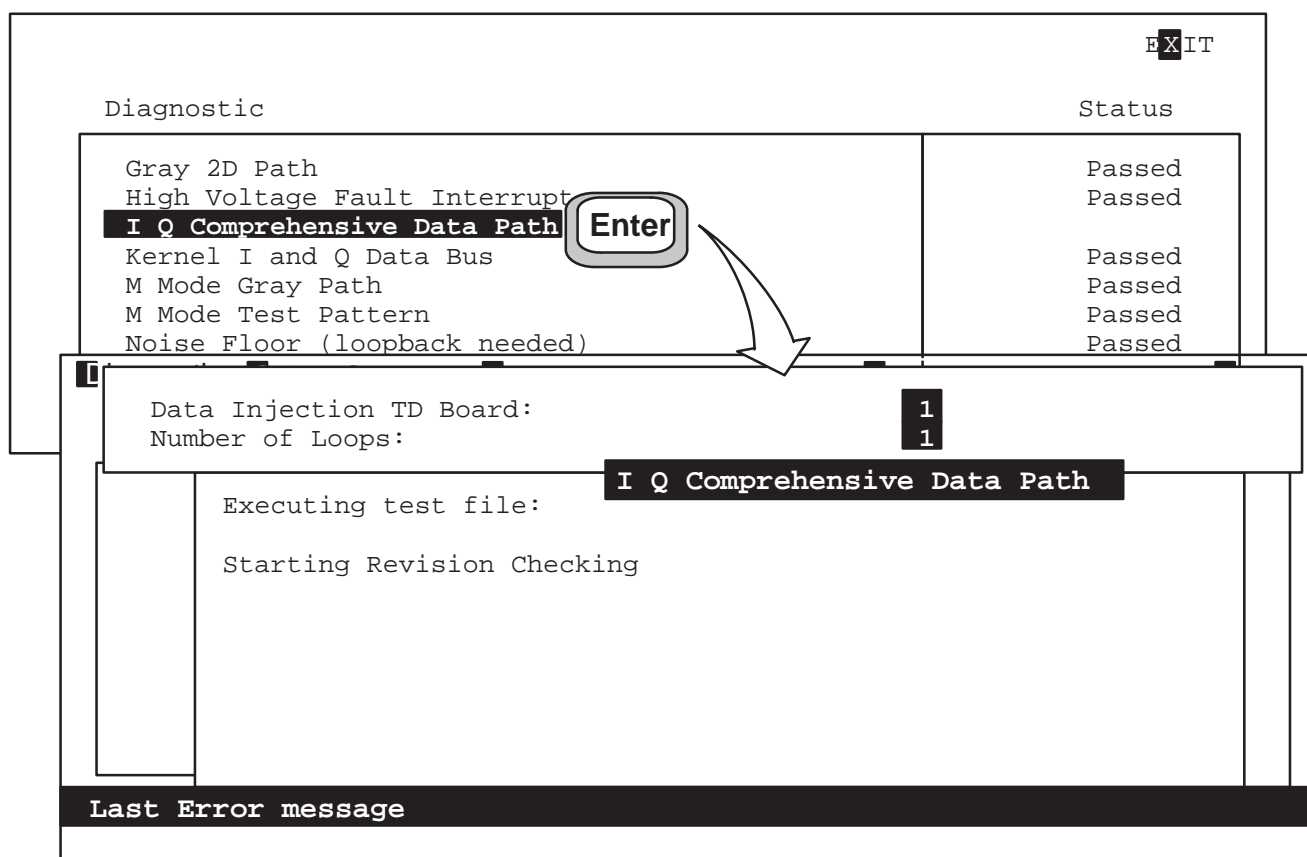 EXIT
Diagnostic Status
Gray 2D Path Passed
High Voltage Fault Interrupt Passed
I Q Comprehensive Data Path Enter
Kernel I and Q Data Bus Passed
M Mode Gray Path Passed
M Mode Test Pattern Passed
Noise Floor (loopback needed) Passed
D
Data Injection TD Board: 1
Number of Loops: 1
I Q Comprehensive Data Path
Executing test file:
Starting Revision Checking
Last Error message